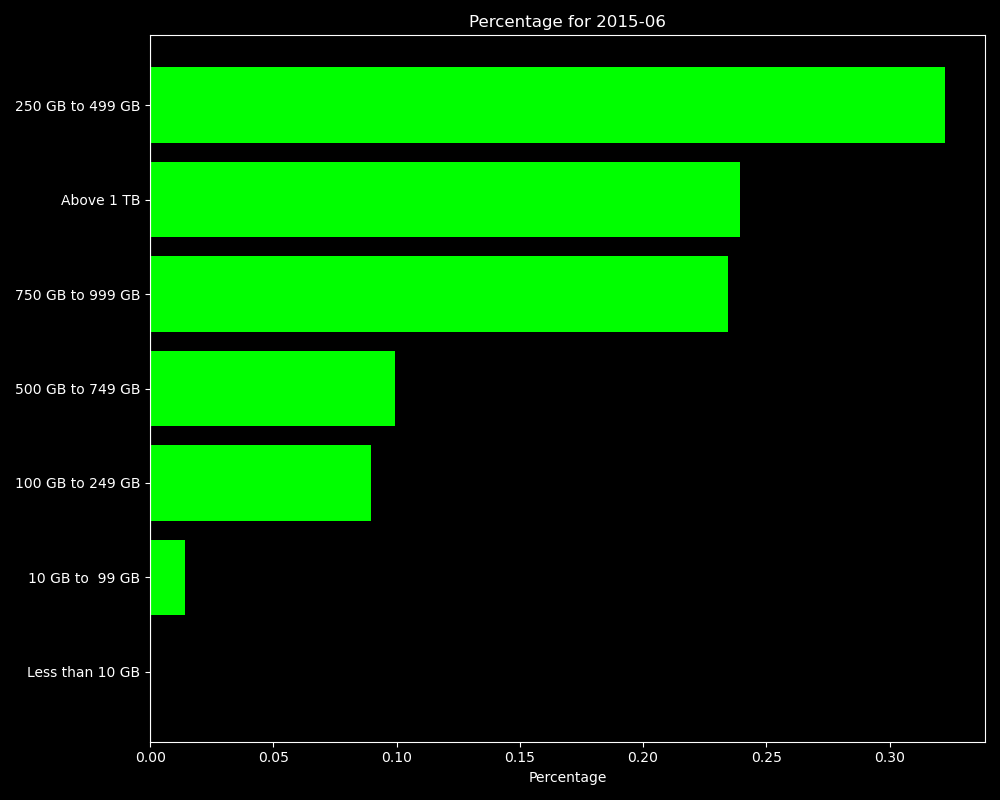 Percentage for 2015-06
250 GB to 499 GB
Above 1 TB
750 GB to 999 GB
500 GB to 749 GB
100 GB to 249 GB
10 GB to  99 GB
Less than 10 GB
0.00 0.05 0.10 0.15 0.20 0.25 0.30
Percentage